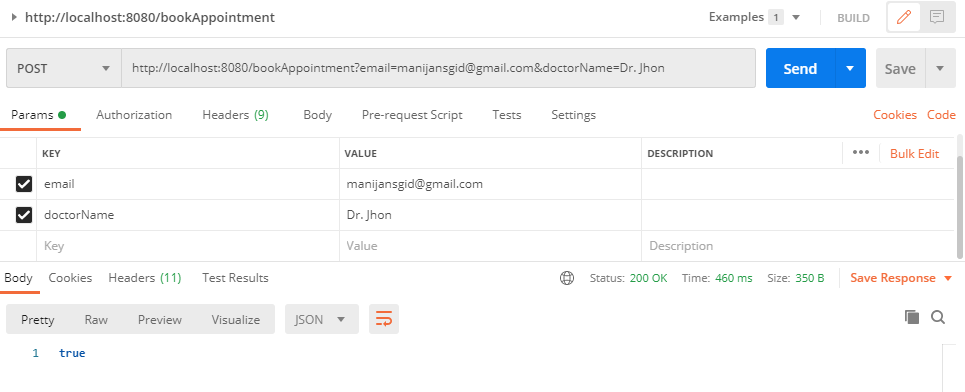 http://localhost:8080/bookAppointment Examples 1 BUILD
POST http://localhost:8080/bookAppointment?email=manijansgid@gmail.com&doctorName=Dr. Jhon Send Save
Params Authorization Headers (9) Body Pre-request Script Tests Settings Cookies Code
KEY VALUE DESCRIPTION ••• Bulk Edit
email manijansgid@gmail.com
doctorName Dr. Jhon
Key Value Description
Body Cookies Headers (11) Test Results Status: 200 OK Time: 460 ms Size: 350 B Save Response
Pretty Raw Preview Visualize JSON
1 true